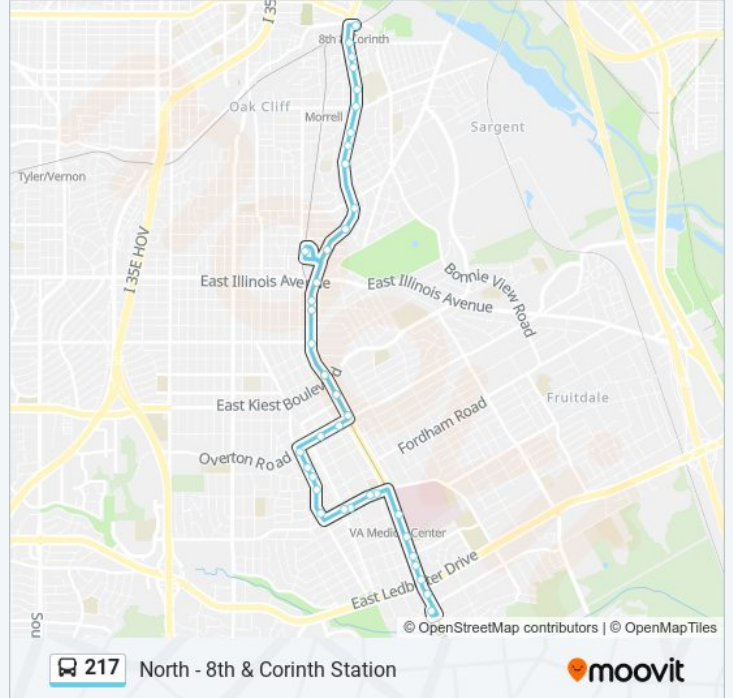 I 35
8th & Corinth
Oak Cliff
Morrell
Sargent
Tyler/Vernon
I 35E HOV
East Illinois Avenue
East Illinois Avenue
Bonnie View Road
East Kiest Boulevard
Fruitdale
Fordham Road
Overton Road
VA Medical Center
East Ledbetter Drive
Sou
© OpenStreetMap contributors | © OpenMapTiles
217 North - 8th & Corinth Station
moovit